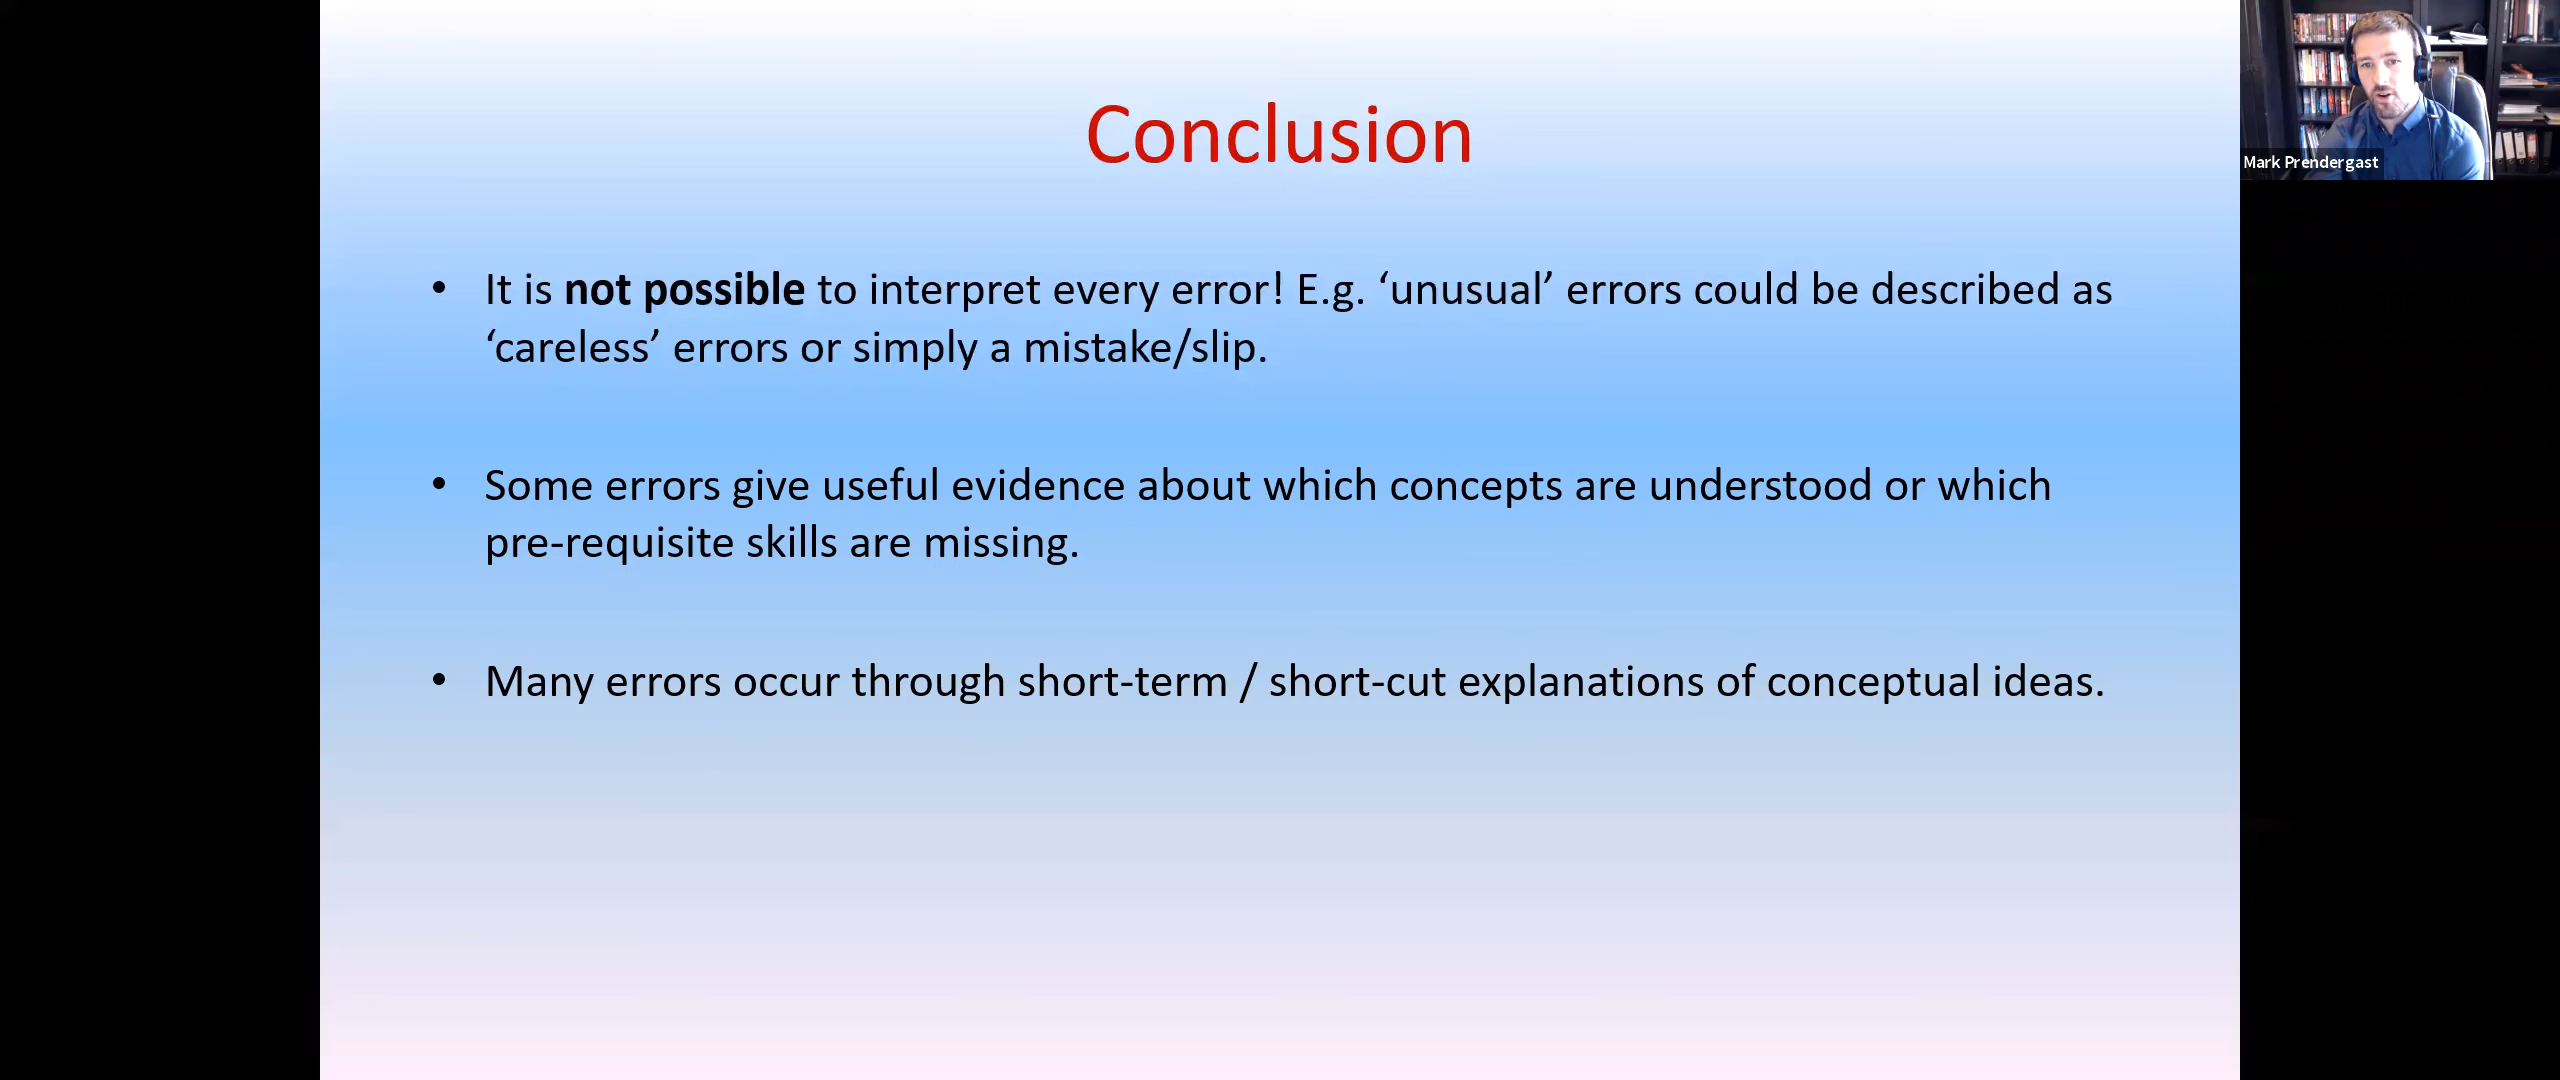 Conclusion
• It is not possible to interpret every error! E.g. ‘unusual’ errors could be described as
‘careless’ errors or simply a mistake/slip.
• Some errors give useful evidence about which concepts are understood or which
pre-requisite skills are missing.
• Many errors occur through short-term / short-cut explanations of conceptual ideas.
Mark Prendergast